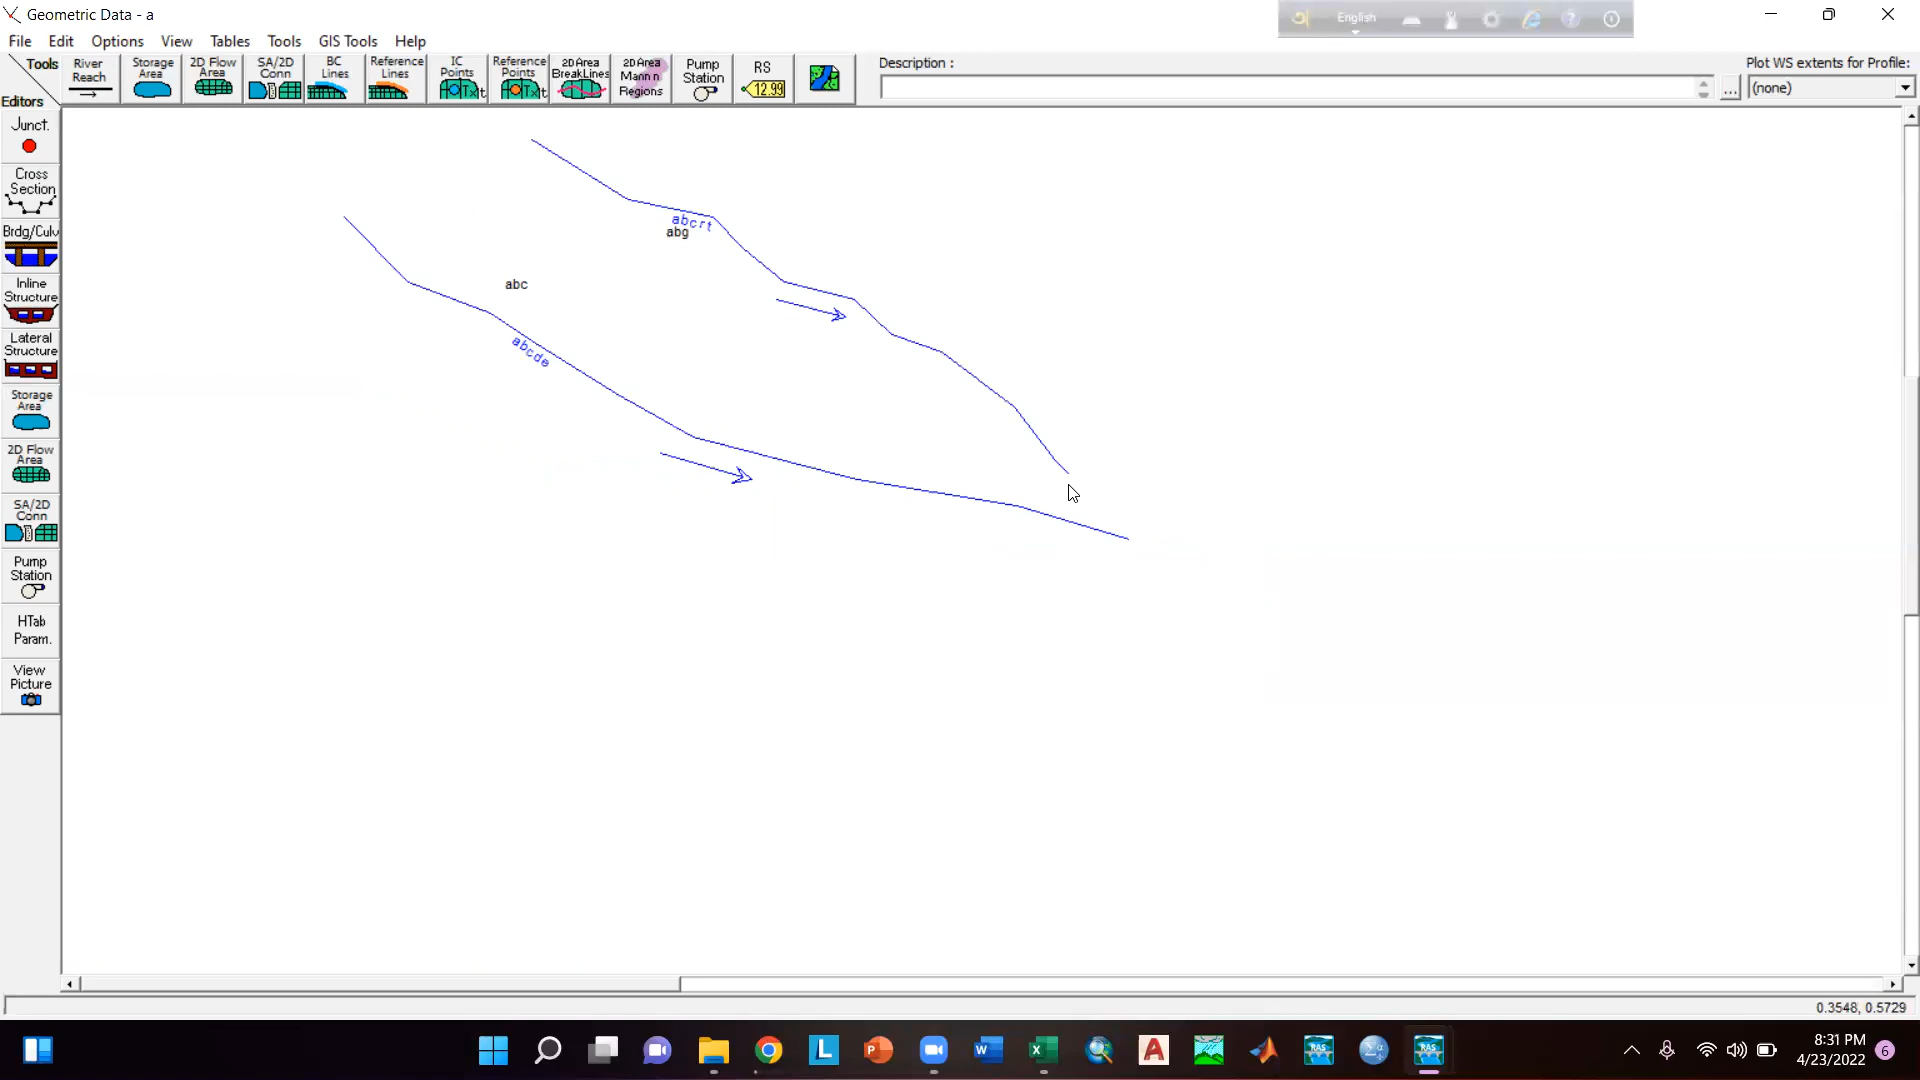 Geometric Data - a
English
File Edit Options View Tables Tools GIS Tools Help
Tools
Editors
River Reach
Storage Area
2D Flow Area
SA/2D Conn
BC Lines
Reference Lines
IC Points
Reference Points
2D Area BreakLines
2D Area Mann n Regions
Pump Station
RS
12.99
Description :
...
Plot WS extents for Profile:
(none)
Junct.
Cross Section
Brdg/Culv
Inline Structure
Lateral Structure
Storage Area
2D Flow Area
SA/2D Conn
Pump Station
HTab Param.
View Picture
abcrt
abg
abc
abcde
0.3548, 0.5729
8:31 PM
4/23/2022
6